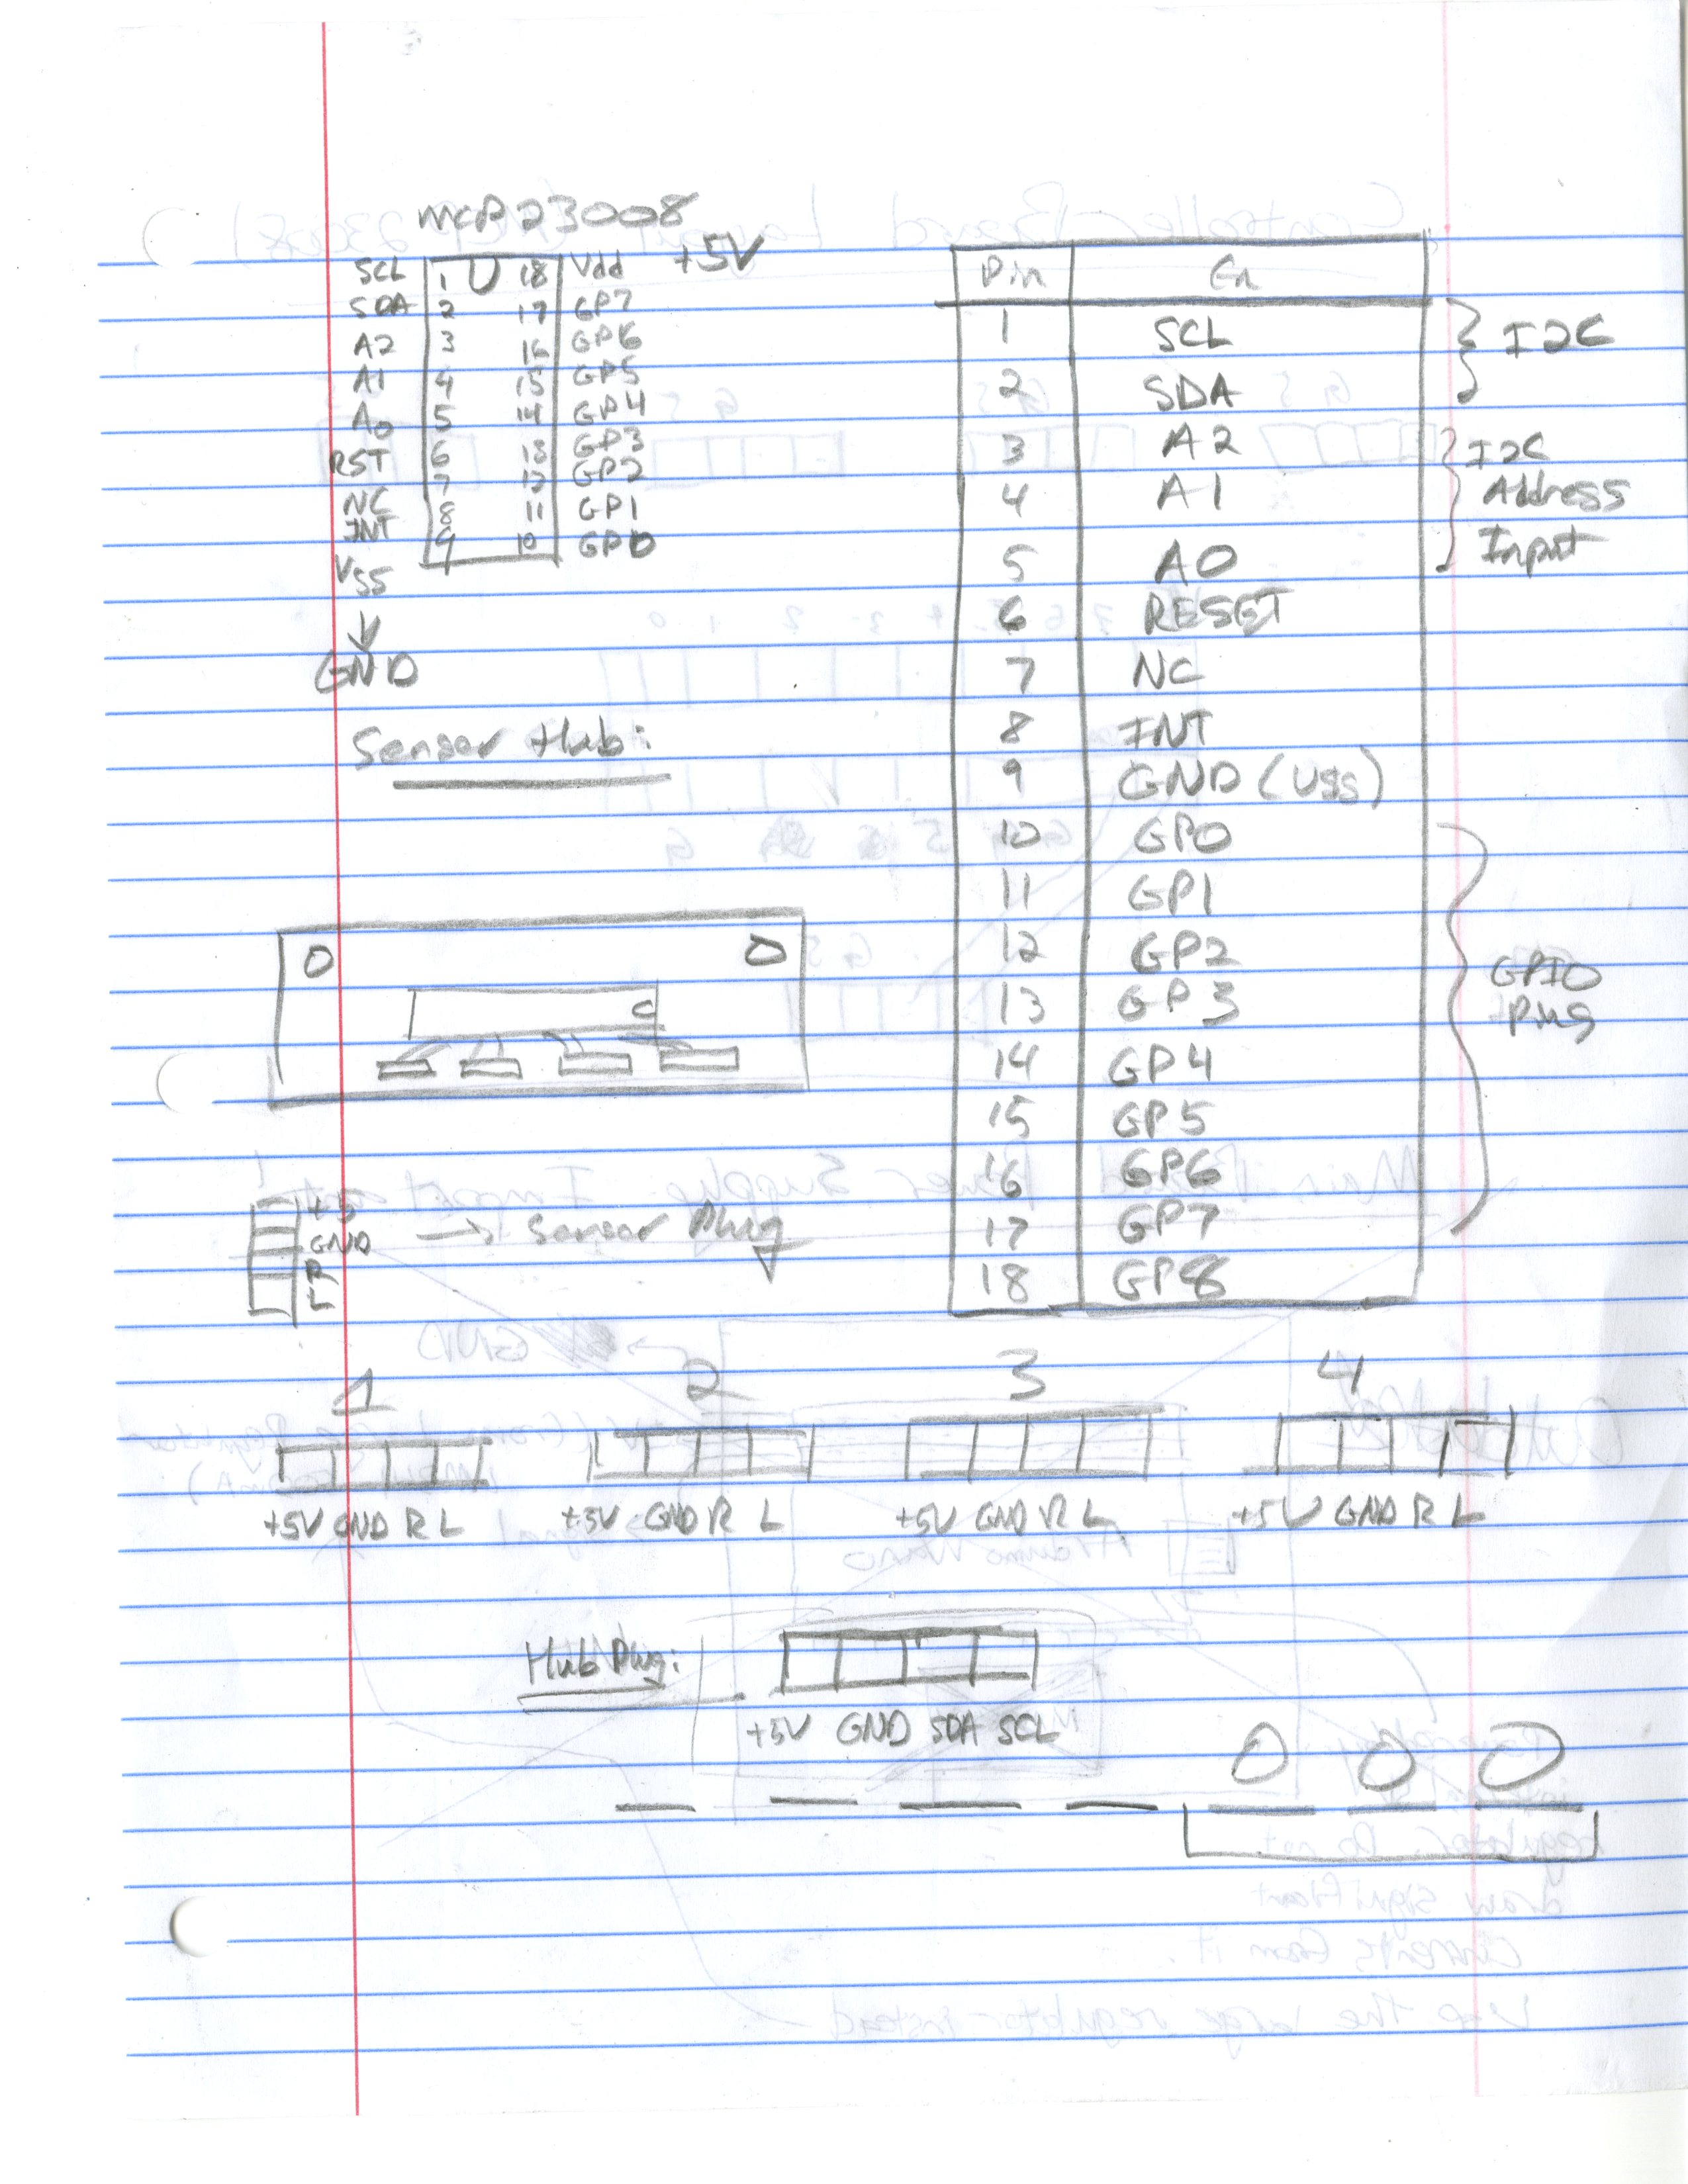 MCP23008
SCL 1 18 Vdd +5V
SDA 2 17 GP7
A2 3 16 GP6
A1 4 15 GP5
A0 5 14 GP4
RST 6 13 GP3
NC 7 12 GP2
INT 8 11 GP1
Vss 9 10 GP0
GND
Pin
1 SCL
2 SDA
I2C
3 A2
4 A1
5 A0
I2C
Address
Input
6 RESET
7 NC
8 INT
9 GND (Vss)
10 GP0
11 GP1
12 GP2
13 GP3
14 GP4
15 GP5
16 GP6
17 GP7
18 GP8
GPIO
Plug
Sensor Hub:
+5
GND
R
L
Sensor Plug
1 2 3 4
+5V GND R L +5V GND R L +5V GND R L +5V GND R L
Hub Plug:
+5V GND SDA SCL
0 0 0